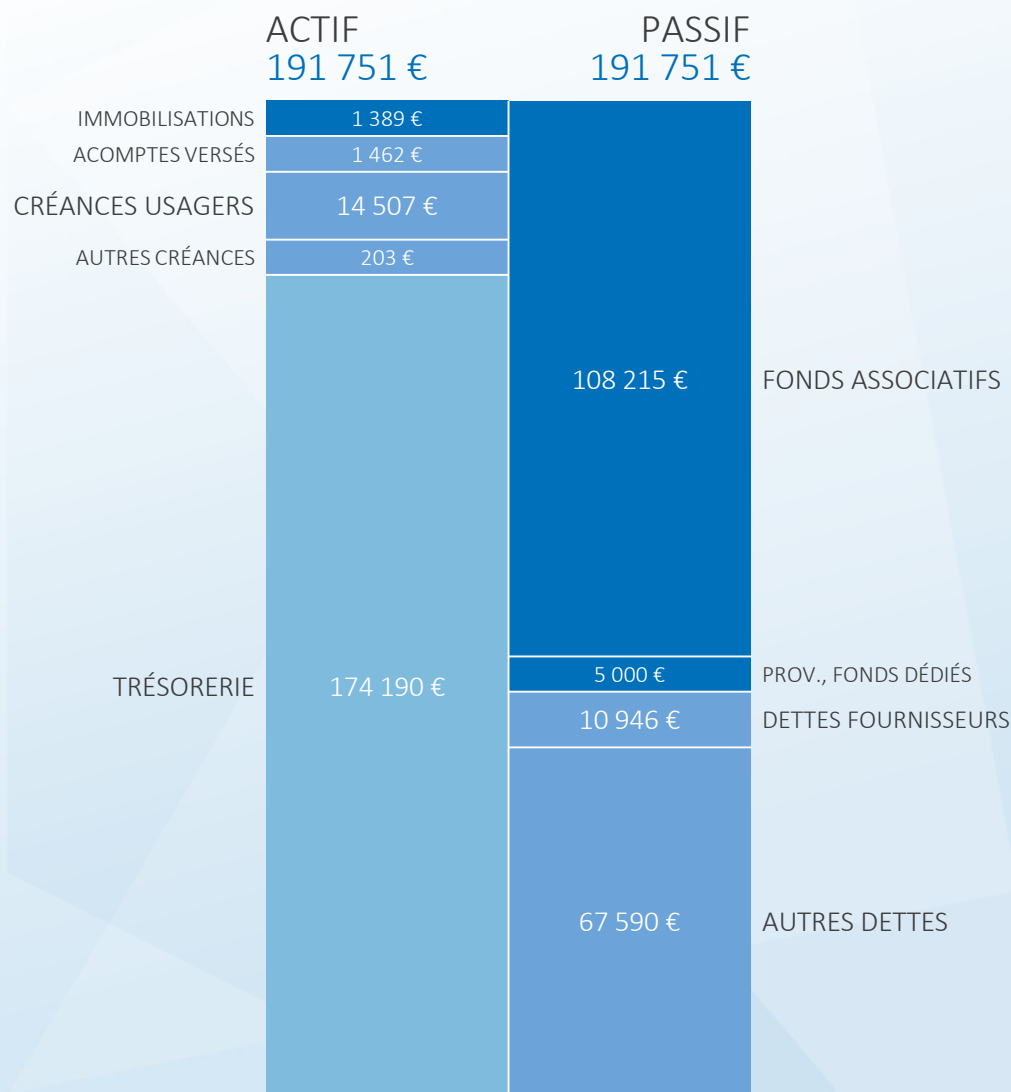 ACTIF
191 751 €
PASSIF
191 751 €
IMMOBILISATIONS 1 389 €
ACOMPTES VERSÉS 1 462 €
CRÉANCES USAGERS 14 507 €
AUTRES CRÉANCES 203 €
TRÉSORERIE 174 190 €
108 215 € FONDS ASSOCIATIFS
5 000 € PROV., FONDS DÉDIÉS
10 946 € DETTES FOURNISSEURS
67 590 € AUTRES DETTES